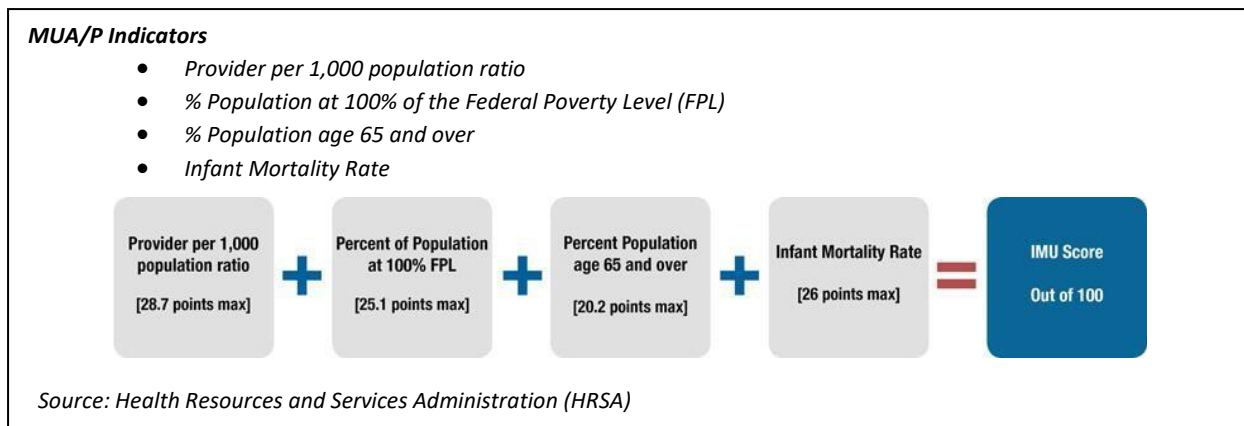 MUA/P Indicators
• Provider per 1,000 population ratio
• % Population at 100% of the Federal Poverty Level (FPL)
• % Population age 65 and over
• Infant Mortality Rate
Provider per 1,000
population ratio
[28.7 points max]
+
Percent of Population
at 100% FPL
[25.1 points max]
+
Percent Population
age 65 and over
[20.2 points max]
+
Infant Mortality Rate
[26 points max]
=
IMU Score
Out of 100
Source: Health Resources and Services Administration (HRSA)